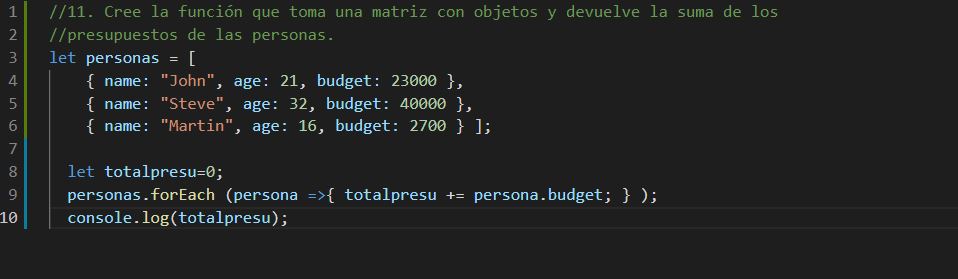 1 //11. Cree la función que toma una matriz con objetos y devuelve la suma de los
2 //presupuestos de las personas.
3 let personas = [
4 { name: "John", age: 21, budget: 23000 },
5 { name: "Steve", age: 32, budget: 40000 },
6 { name: "Martin", age: 16, budget: 2700 } ];
7
8 let totalpresu=0;
9 personas.forEach (persona =>{ totalpresu += persona.budget; } );
10 console.log(totalpresu);